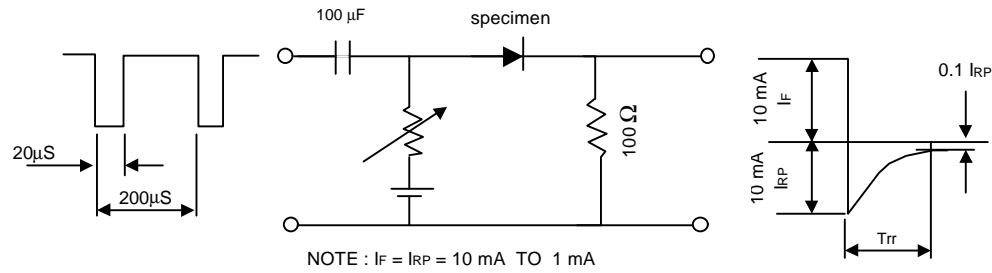 20µS
200µS
100 µF
specimen
100 Ω
NOTE : IF = IRP = 10 mA TO 1 mA
10 mA
IF
10 mA
IRP
0.1 IRP
Trr